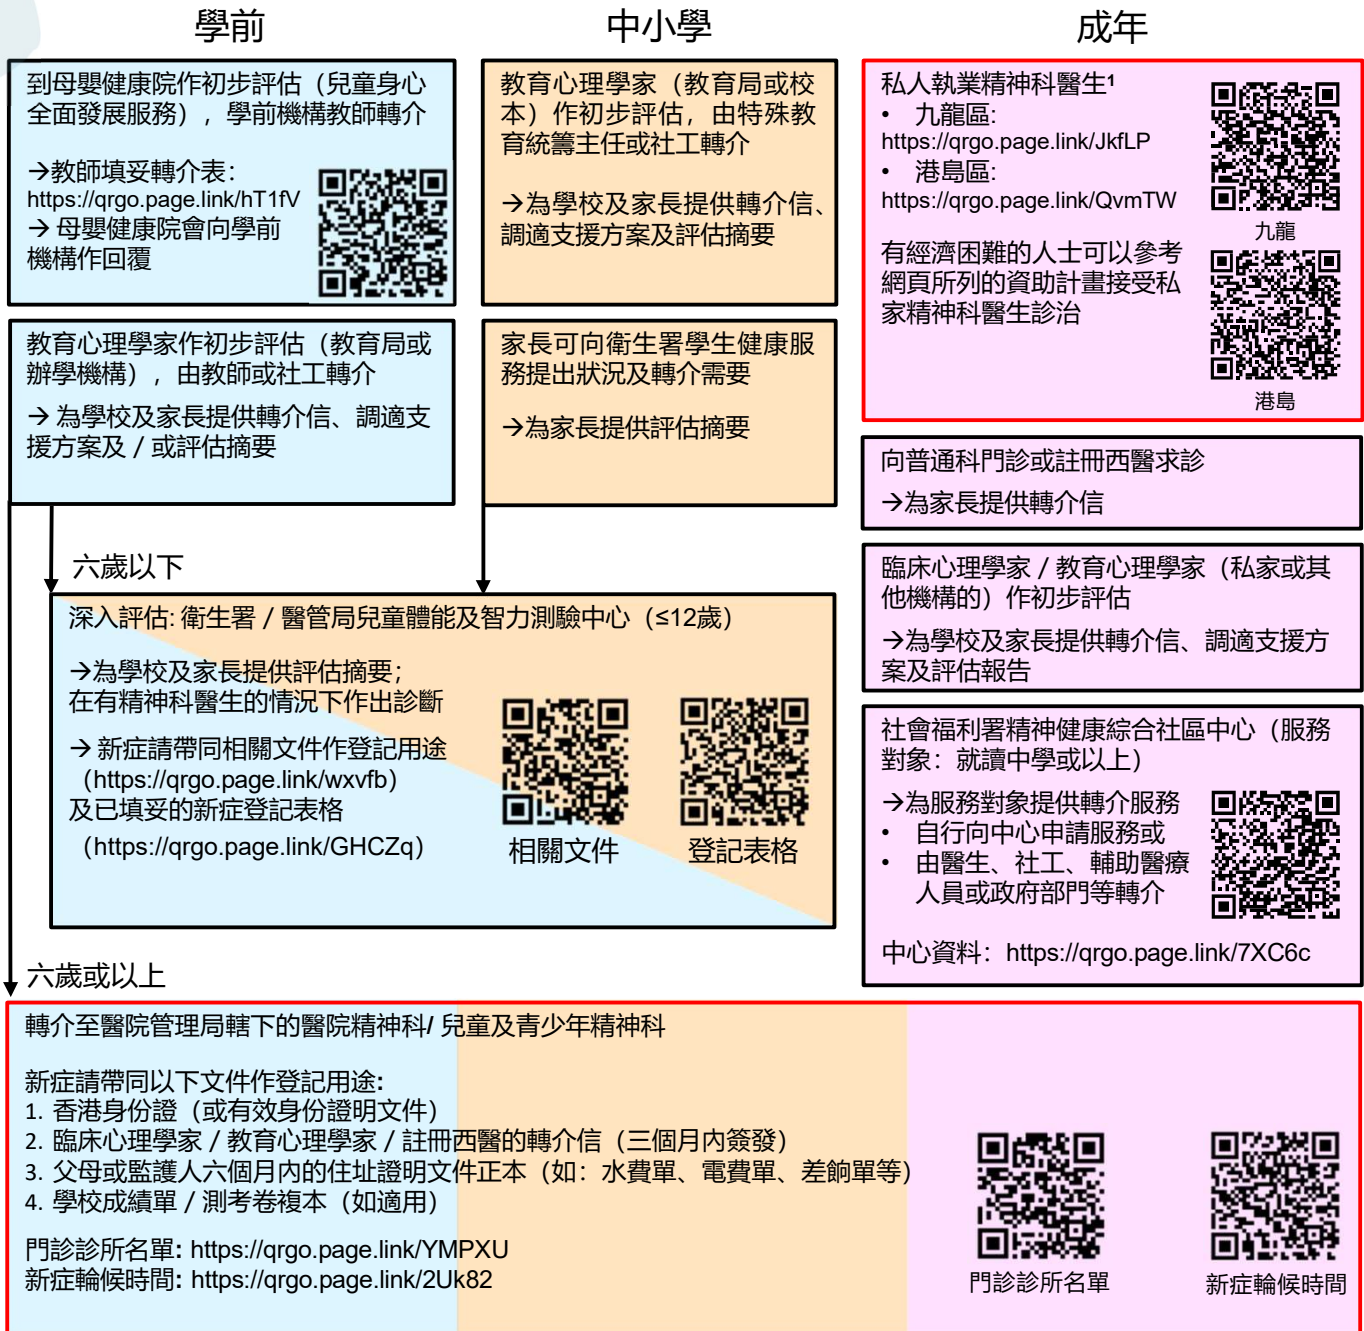 學前
到母嬰健康院作初步評估（兒童身心
全面發展服務），學前機構教師轉介
→教師填妥轉介表：
https://qrgo.page.link/hT1fV
→ 母嬰健康院會向學前
機構作回覆
教育心理學家作初步評估（教育局或
辦學機構），由教師或社工轉介
→ 為學校及家長提供轉介信、調適支
援方案及 / 或評估摘要
中小學
教育心理學家（教育局或校
本）作初步評估，由特殊教
育統籌主任或社工轉介
→為學校及家長提供轉介信、
調適支援方案及評估摘要
家長可向衛生署學生健康服
務提出狀況及轉介需要
→為家長提供評估摘要
成年
私人執業精神科醫生¹
• 九龍區:
https://qrgo.page.link/JkfLP
• 港島區:
https://qrgo.page.link/QvmTW
九龍
有經濟困難的人士可以參考
網頁所列的資助計畫接受私
家精神科醫生診治
港島
向普通科門診或註冊西醫求診
→為家長提供轉介信
臨床心理學家 / 教育心理學家（私家或其
他機構的）作初步評估
→為學校及家長提供轉介信、調適支援方
案及評估報告
社會福利署精神健康綜合社區中心（服務
對象：就讀中學或以上）
→為服務對象提供轉介服務
• 自行向中心申請服務或
• 由醫生、社工、輔助醫療
人員或政府部門等轉介
中心資料：https://qrgo.page.link/7XC6c
六歲以下
深入評估: 衛生署 / 醫管局兒童體能及智力測驗中心（≤12歲）
→為學校及家長提供評估摘要；
在有精神科醫生的情況下作出診斷
→ 新症請帶同相關文件作登記用途
（https://qrgo.page.link/wxvfb）
及已填妥的新症登記表格
（https://qrgo.page.link/GHCZq）
相關文件
登記表格
六歲或以上
轉介至醫院管理局轄下的醫院精神科/ 兒童及青少年精神科
新症請帶同以下文件作登記用途:
1. 香港身份證（或有效身份證明文件）
2. 臨床心理學家 / 教育心理學家 / 註冊西醫的轉介信（三個月內簽發）
3. 父母或監護人六個月內的住址證明文件正本（如：水費單、電費單、差餉單等）
4. 學校成績單 / 測考卷複本（如適用）
門診診所名單: https://qrgo.page.link/YMPXU
新症輪候時間: https://qrgo.page.link/2Uk82
門診診所名單
新症輪候時間